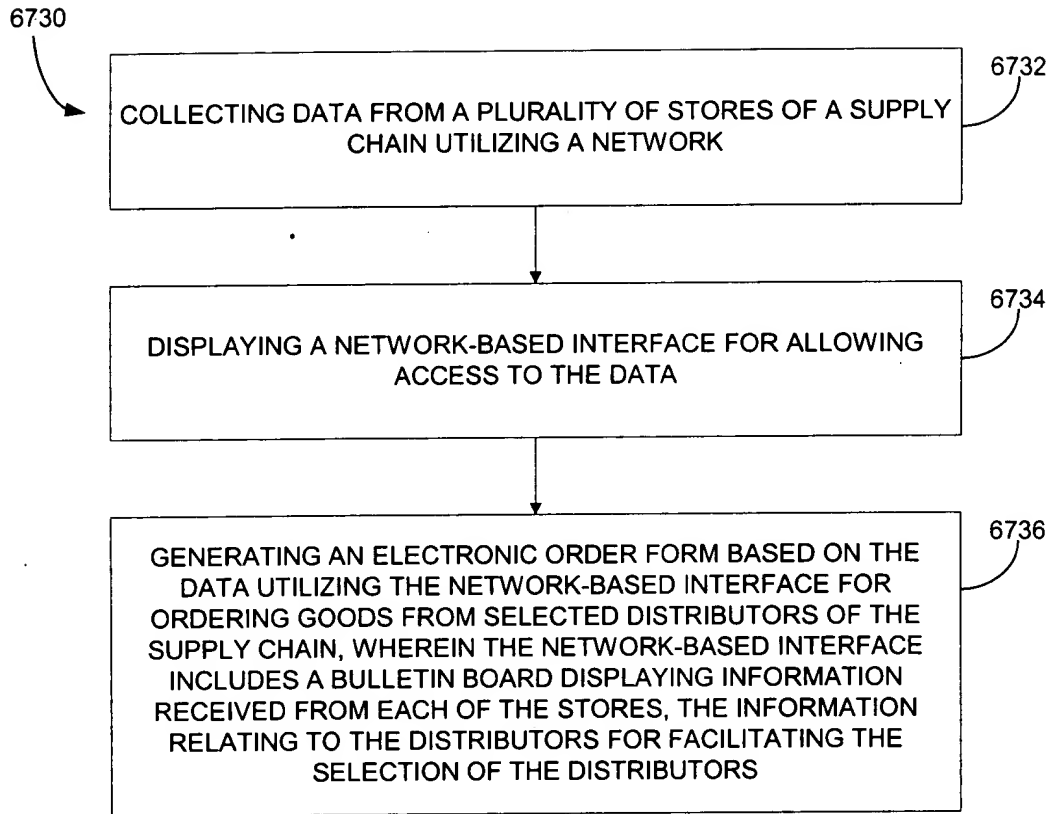 6730
6732
COLLECTING DATA FROM A PLURALITY OF STORES OF A SUPPLY
CHAIN UTILIZING A NETWORK
6734
DISPLAYING A NETWORK-BASED INTERFACE FOR ALLOWING
ACCESS TO THE DATA
6736
GENERATING AN ELECTRONIC ORDER FORM BASED ON THE
DATA UTILIZING THE NETWORK-BASED INTERFACE FOR
ORDERING GOODS FROM SELECTED DISTRIBUTORS OF THE
SUPPLY CHAIN, WHEREIN THE NETWORK-BASED INTERFACE
INCLUDES A BULLETIN BOARD DISPLAYING INFORMATION
RECEIVED FROM EACH OF THE STORES, THE INFORMATION
RELATING TO THE DISTRIBUTORS FOR FACILITATING THE
SELECTION OF THE DISTRIBUTORS